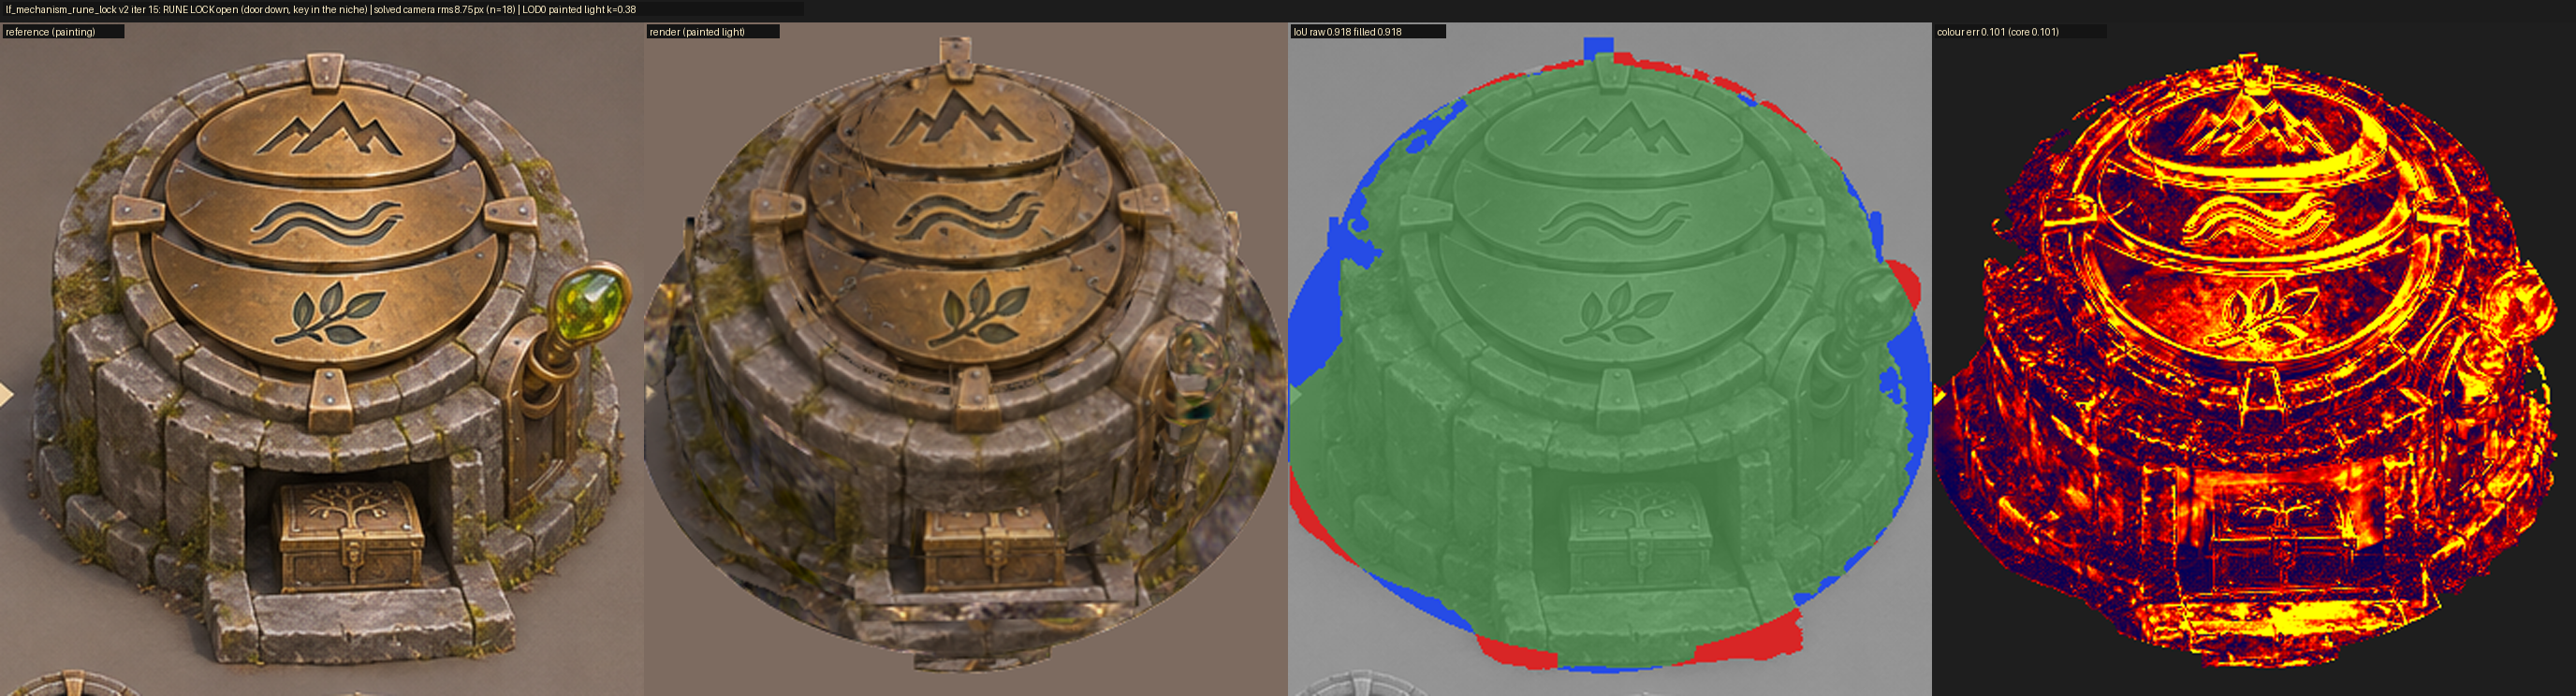 lf_mechanism_rune_lock v2 iter 15: RUNE LOCK open (door down, key in the niche) | solved camera rms 8.75px (n=18) | LOD0 painted light k=0.38
reference (painting)
render (painted light)
IoU raw 0.918 filled 0.918
colour err 0.101 (core 0.101)